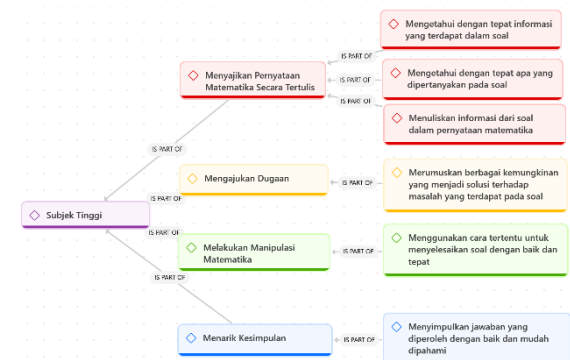 Mengetahui dengan tepat informasi
yang terdapat dalam soal
IS PART OF
Menyajikan Pernyataan
Matematika Secara Tertulis
IS PART OF
Mengetahui dengan tepat apa yang
dipertanyakan pada soal
IS PART OF
Menuliskan informasi dari soal
dalam pernyataan matematika
IS PART OF
Mengajukan Dugaan
IS PART OF
Merumuskan berbagai kemungkinan
yang menjadi solusi terhadap
masalah yang terdapat pada soal
IS PART OF
Subjek Tinggi
IS PART OF
Melakukan Manipulasi
Matematika
IS PART OF
Menggunakan cara tertentu untuk
menyelesaikan soal dengan baik dan
tepat
IS PART OF
Menarik Kesimpulan
IS PART OF
Menyimpulkan jawaban yang
diperoleh dengan baik dan mudah
dipahami